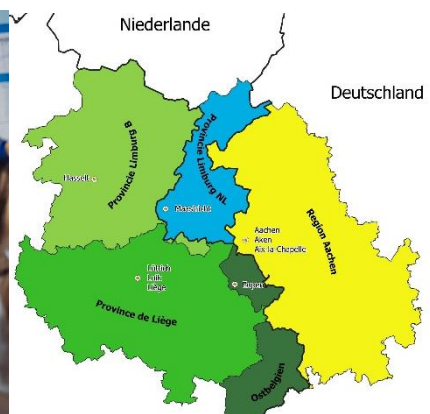 Niederlande
Deutschland
Provincie Limburg B
Provincie Limburg NL
Hasselt
Maastricht
Aachen
Aken
Aix-la-Chapelle
Region Aachen
Lüttich
Luik
Liège
Eupen
Province de Liège
Ostbelgien